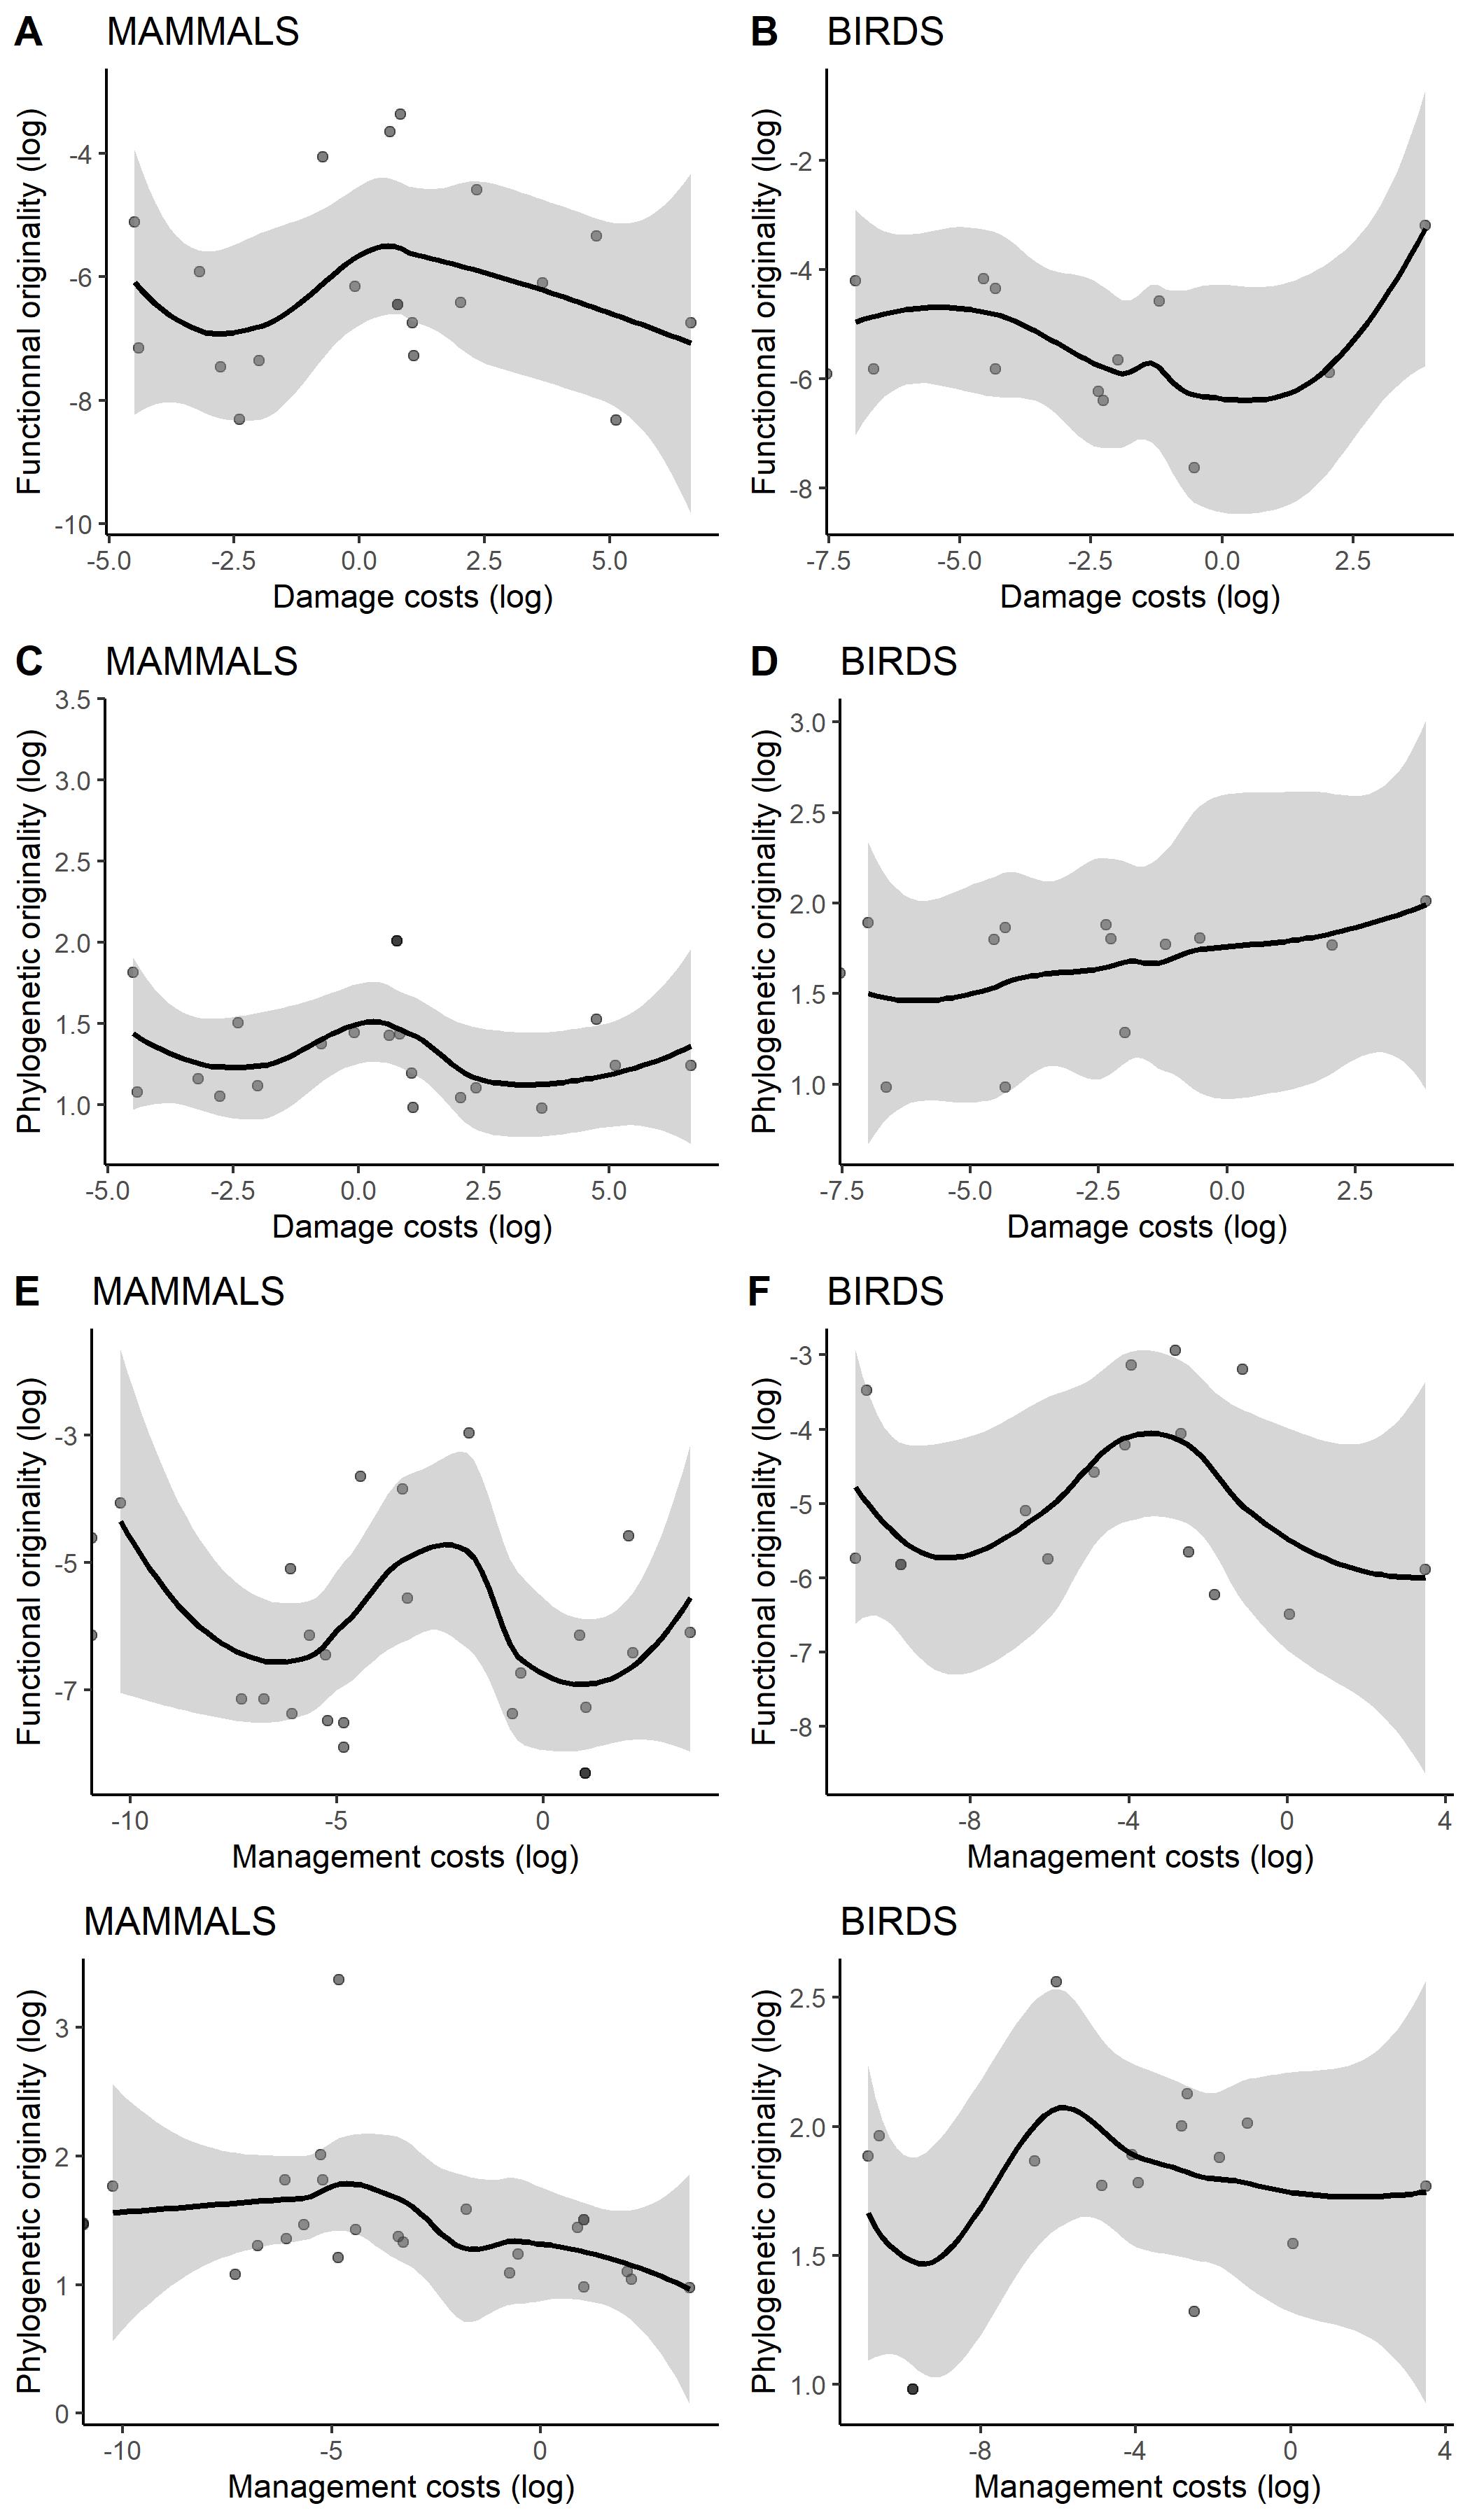 A MAMMALS
Functionnal originality (log)
-4
-6
-8
-10
-5.0 -2.5 0.0 2.5 5.0
Damage costs (log)
B BIRDS
Functionnal originality (log)
-2
-4
-6
-8
-7.5 -5.0 -2.5 0.0 2.5
Damage costs (log)
C MAMMALS
Phylogenetic originality (log)
3.5
3.0
2.5
2.0
1.5
1.0
-5.0 -2.5 0.0 2.5 5.0
Damage costs (log)
D BIRDS
Phylogenetic originality (log)
3.0
2.5
2.0
1.5
1.0
-7.5 -5.0 -2.5 0.0 2.5
Damage costs (log)
E MAMMALS
Functional originality (log)
-3
-5
-7
-10 -5 0
Management costs (log)
F BIRDS
Functional originality (log)
-3
-4
-5
-6
-7
-8
-8 -4 0 4
Management costs (log)
MAMMALS
Phylogenetic originality (log)
3
2
1
0
-10 -5 0
Management costs (log)
BIRDS
Phylogenetic originality (log)
2.5
2.0
1.5
1.0
-8 -4 0 4
Management costs (log)